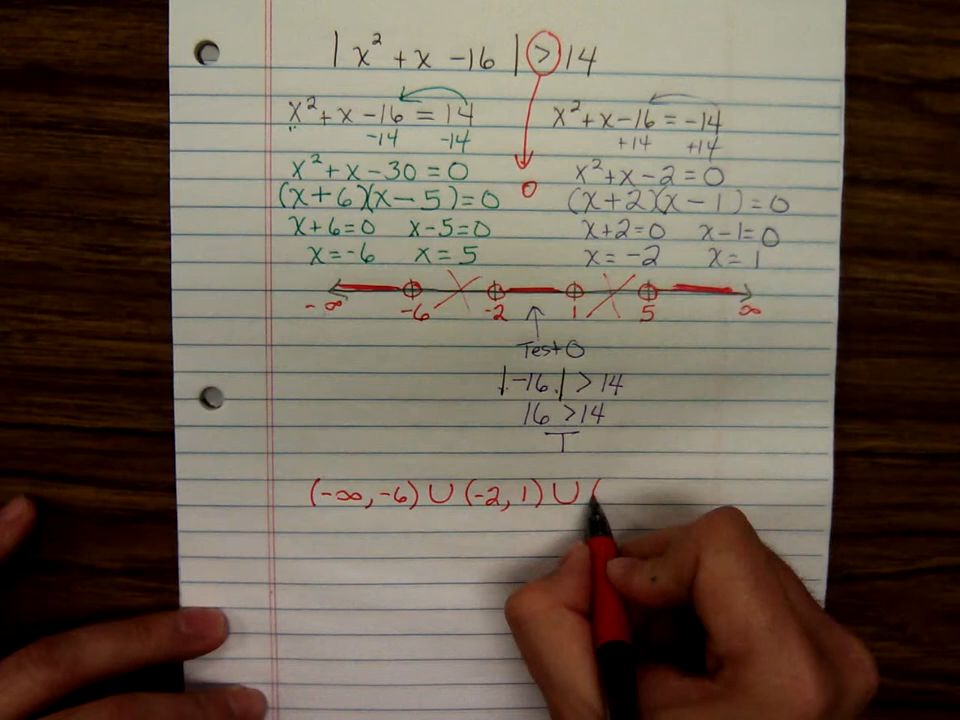 | x² + x - 16 | > 14
x² + x - 16 = 14
-14 -14
x² + x - 30 = 0
(x + 6)(x - 5) = 0
x + 6 = 0 x - 5 = 0
x = -6 x = 5
0
x² + x - 16 = -14
+14 +14
x² + x - 2 = 0
(x + 2)(x - 1) = 0
x + 2 = 0 x - 1 = 0
x = -2 x = 1
-∞ -6 -2 1 5 ∞
Test 0
|-16| > 14
16 > 14
T
(-∞, -6) ∪ (-2, 1) ∪ (